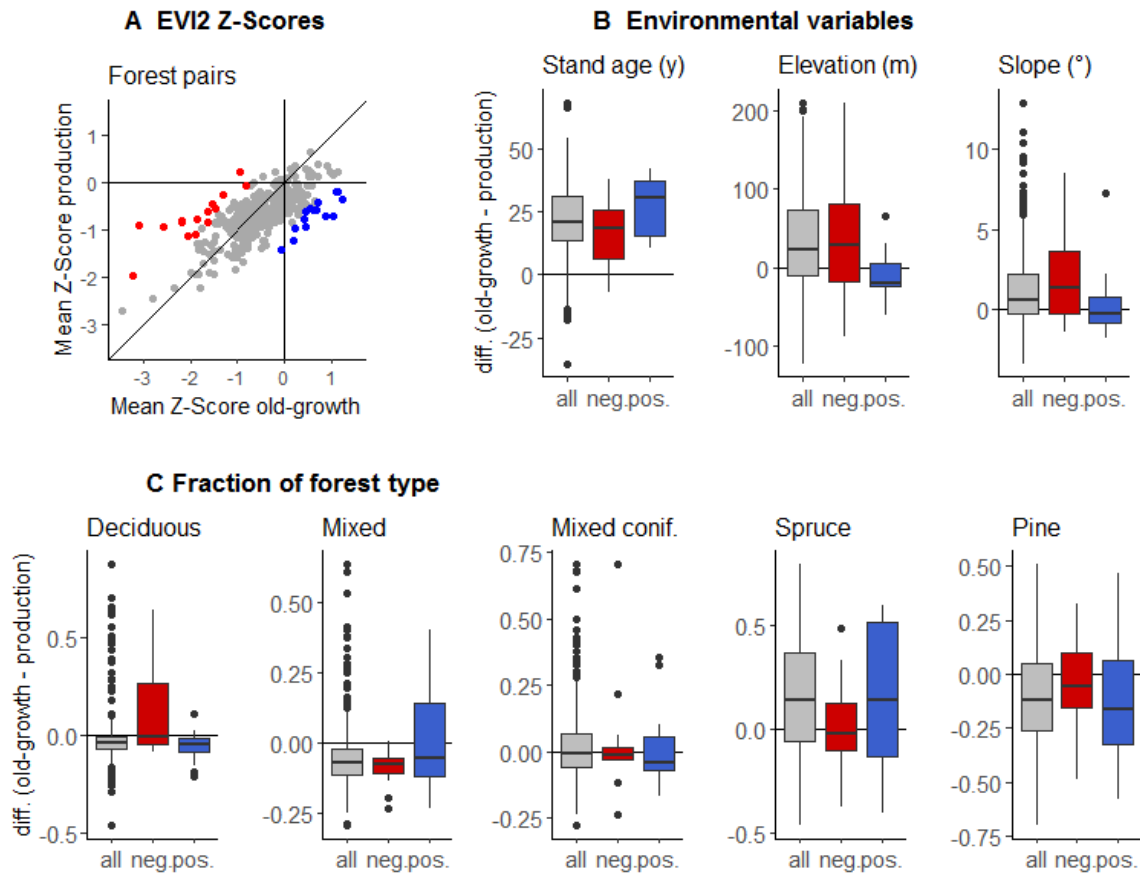 A EVI2 Z-Scores
B Environmental variables
Forest pairs
Mean Z-Score production
1
0
-1
-2
-3
-3 -2 -1 0 1
Mean Z-Score old-growth
diff. (old-growth - production)
Stand age (y)
50
25
0
-25
all neg. pos.
Elevation (m)
200
100
0
-100
all neg. pos.
Slope (°)
10
5
0
all neg. pos.
C Fraction of forest type
diff. (old-growth - production)
Deciduous
0.5
0.0
-0.5
all neg. pos.
Mixed
0.50
0.25
-0.00
-0.25
all neg. pos.
Mixed conif.
0.75
0.50
0.25
0.00
-0.25
all neg. pos.
Spruce
0.5
0.0
-0.5
all neg. pos.
Pine
0.50
0.25
0.00
-0.25
-0.50
-0.75
all neg. pos.